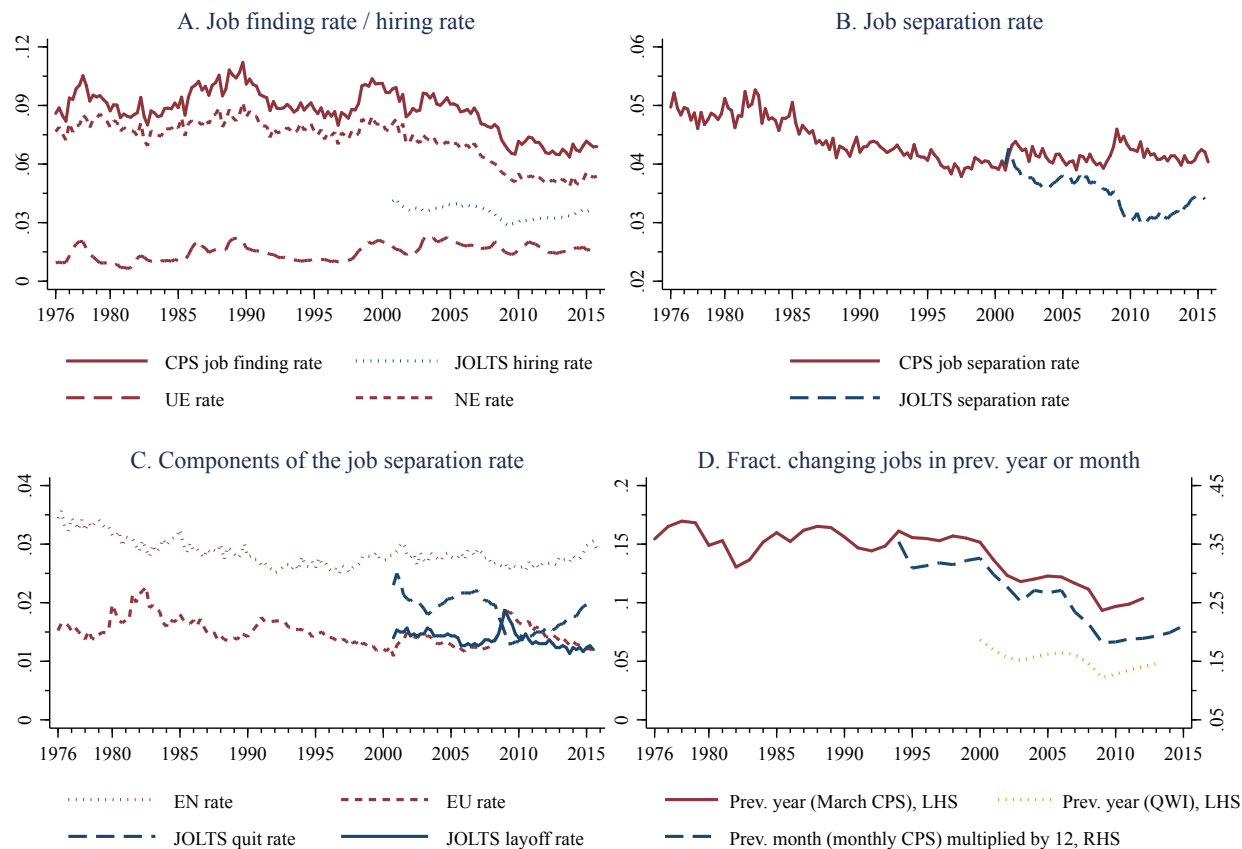 A. Job finding rate / hiring rate
.12
.09
.06
.03
0
1976 1980 1985 1990 1995 2000 2005 2010 2015
CPS job finding rate JOLTS hiring rate
UE rate NE rate
B. Job separation rate
.06
.05
.04
.03
.02
1976 1980 1985 1990 1995 2000 2005 2010 2015
CPS job separation rate
JOLTS separation rate
C. Components of the job separation rate
.04
.03
.02
.01
0
1976 1980 1985 1990 1995 2000 2005 2010 2015
EN rate EU rate
JOLTS quit rate JOLTS layoff rate
D. Fract. changing jobs in prev. year or month
.2 .45
.15 .35
.1 .25
.05 .15
0 .05
1976 1980 1985 1990 1995 2000 2005 2010 2015
Prev. year (March CPS), LHS Prev. year (QWI), LHS
Prev. month (monthly CPS) multiplied by 12, RHS